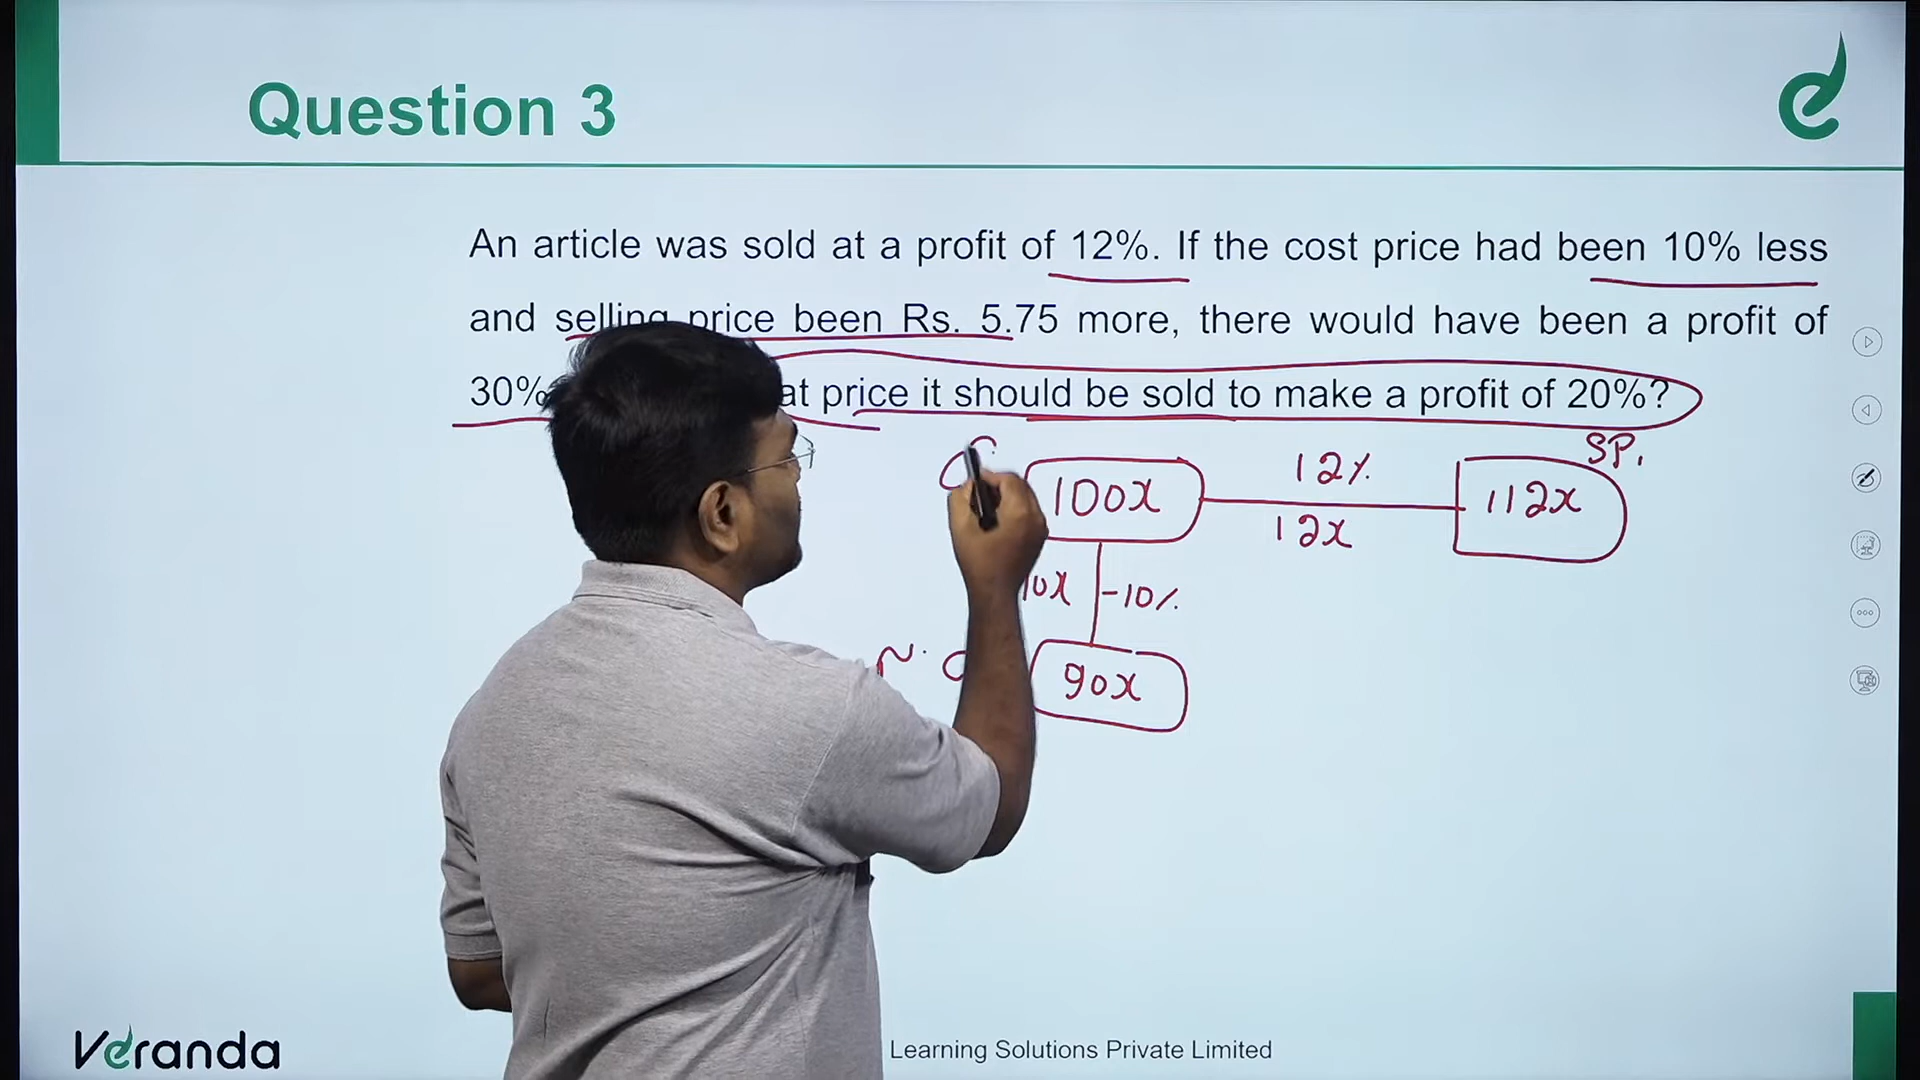 Question 3
An article was sold at a profit of 12%. If the cost price had been 10% less
and selling price been Rs. 5.75 more, there would have been a profit of
30% at price it should be sold to make a profit of 20%?
SP1
100x 12% 112x
12x
10x -10%
N. 90x
Veranda Learning Solutions Private Limited